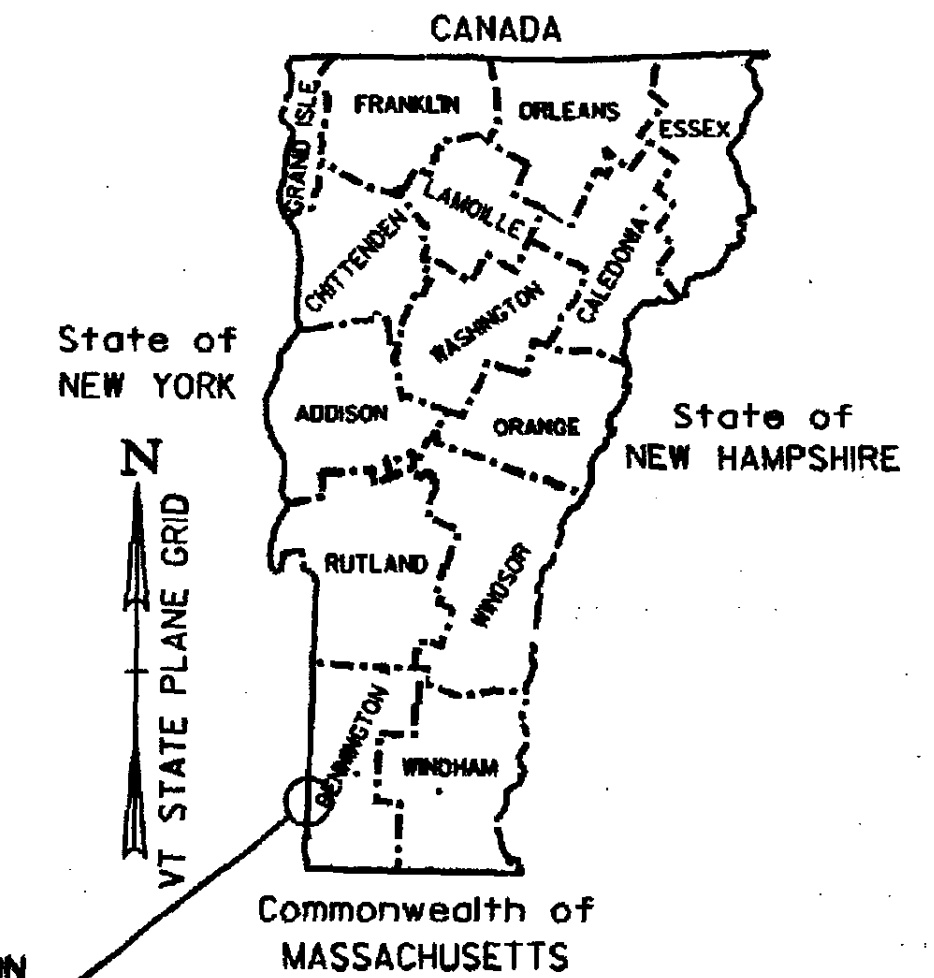 CANADA
GRAND ISLE
FRANKLIN
ORLEANS
ESSEX
LAMOILLE
CHITTENDEN
CALEDONIA
WASHINGTON
State of
NEW YORK
ADDISON
ORANGE
State of
NEW HAMPSHIRE
N
VT STATE PLANE GRID
RUTLAND
WINDSOR
BENNINGTON
WINDHAM
Commonwealth of
MASSACHUSETTS